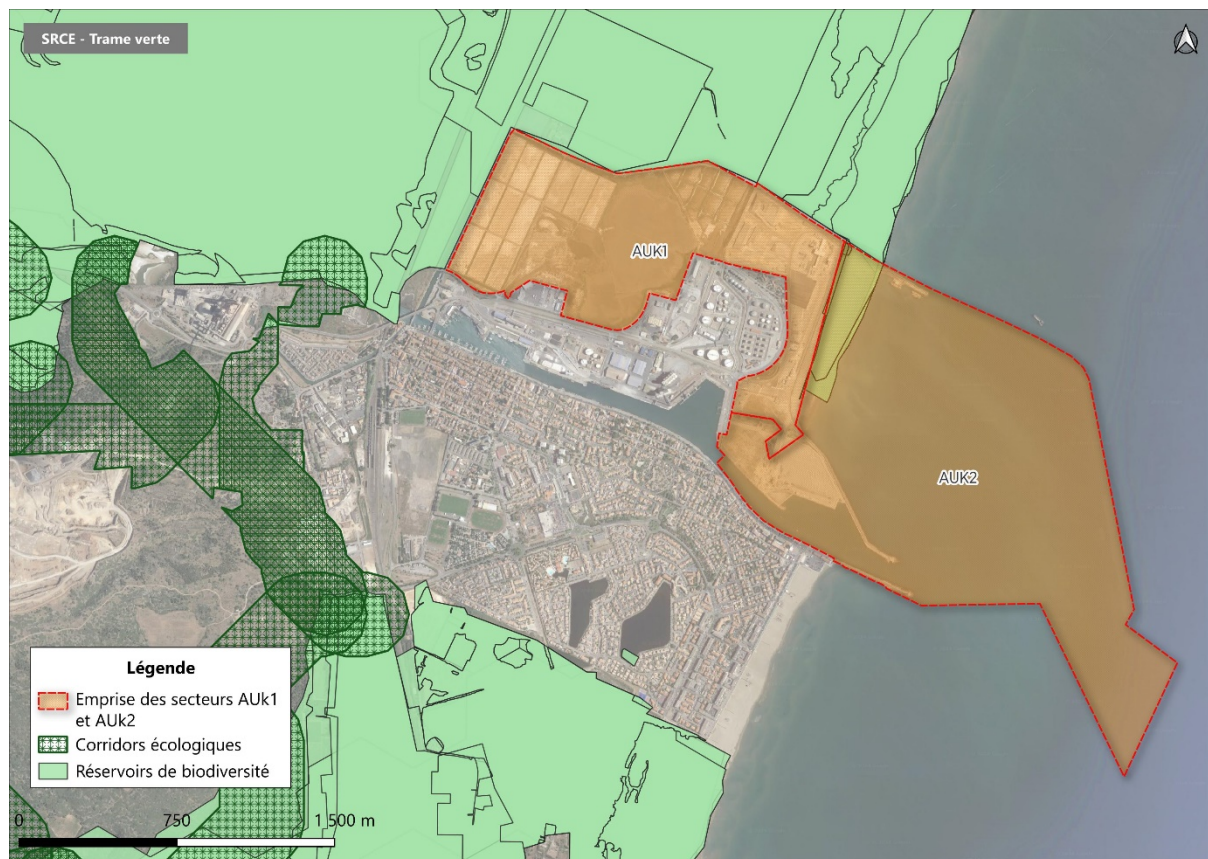 SRCE - Trame verte
AUK1
AUK2
Légende
Emprise des secteurs AUk1
et AUk2
Corridors écologiques
Réservoirs de biodiversité
0 750 1 500 m